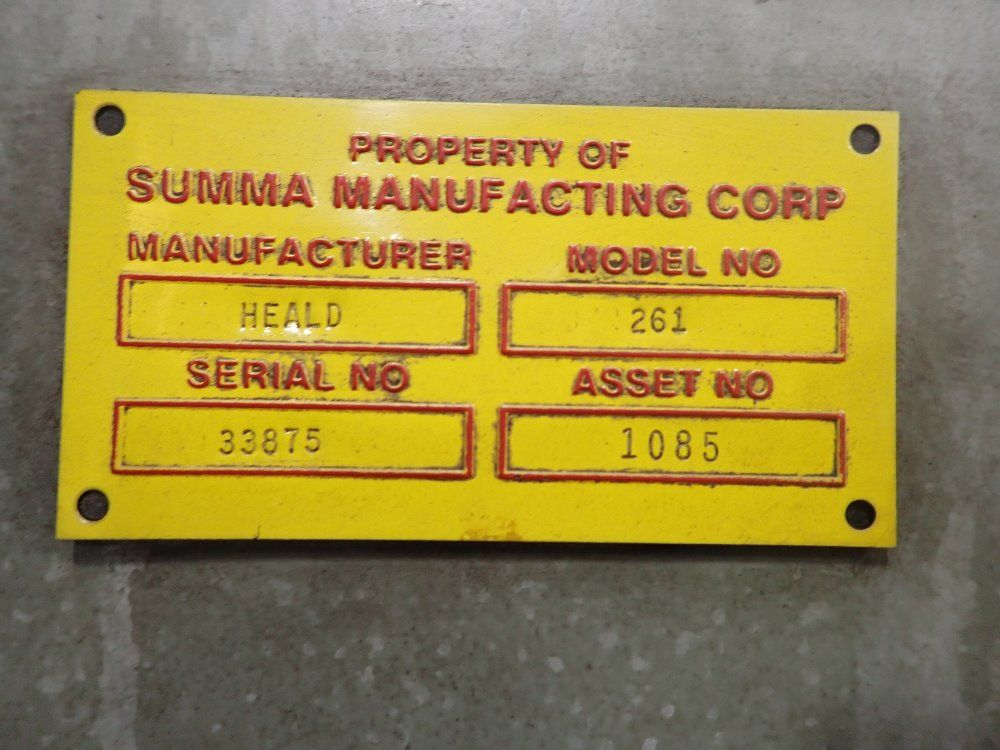 PROPERTY OF
SUMMA MANUFACTING CORP
MANUFACTURER MODEL NO
HEALD 261
SERIAL NO ASSET NO
33875 1085